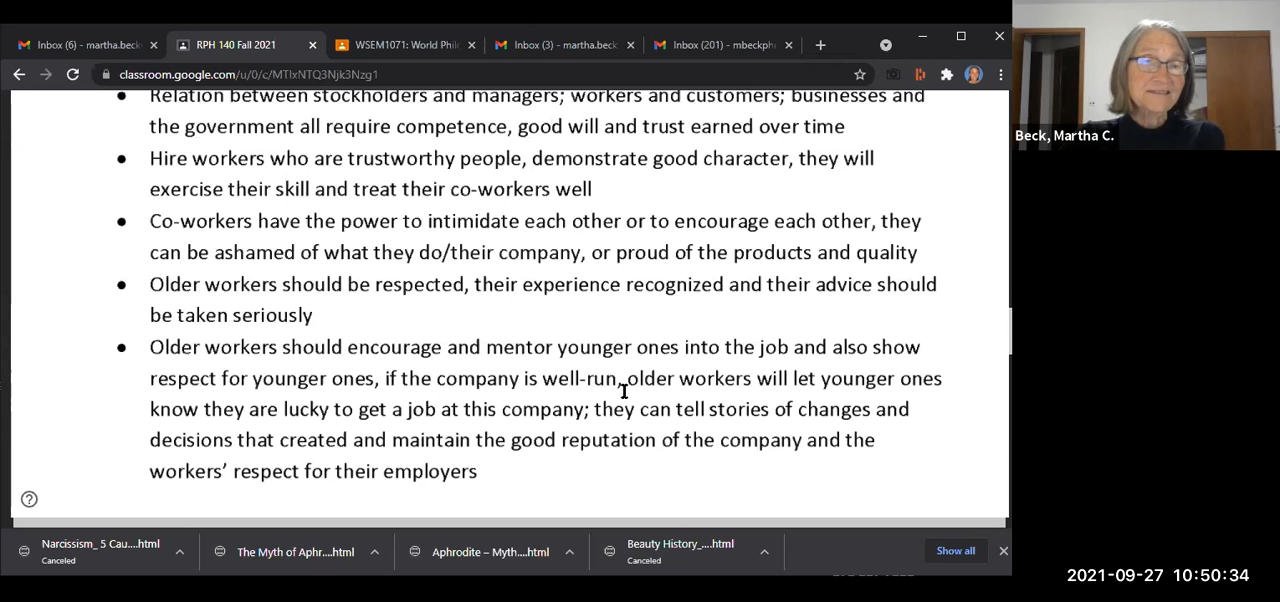 Inbox (6) - martha.beck
RPH 140 Fall 2021
WSEM1071: World Phil
Inbox (3) - martha.beck
Inbox (201) - mbeckph
classroom.google.com/u/0/c/MTIxNTQ3Njk3Nzg1
Beck, Martha C.
• Relation between stockholders and managers; workers and customers; businesses and
the government all require competence, good will and trust earned over time
• Hire workers who are trustworthy people, demonstrate good character, they will
exercise their skill and treat their co-workers well
• Co-workers have the power to intimidate each other or to encourage each other, they
can be ashamed of what they do/their company, or proud of the products and quality
• Older workers should be respected, their experience recognized and their advice should
be taken seriously
• Older workers should encourage and mentor younger ones into the job and also show
respect for younger ones, if the company is well-run, older workers will let younger ones
know they are lucky to get a job at this company; they can tell stories of changes and
decisions that created and maintain the good reputation of the company and the
workers’ respect for their employers
Narcissism_ 5 Cau....html
Canceled
The Myth of Aphr....html
Aphrodite – Myth....html
Beauty History_....html
Canceled
Show all
2021-09-27 10:50:34